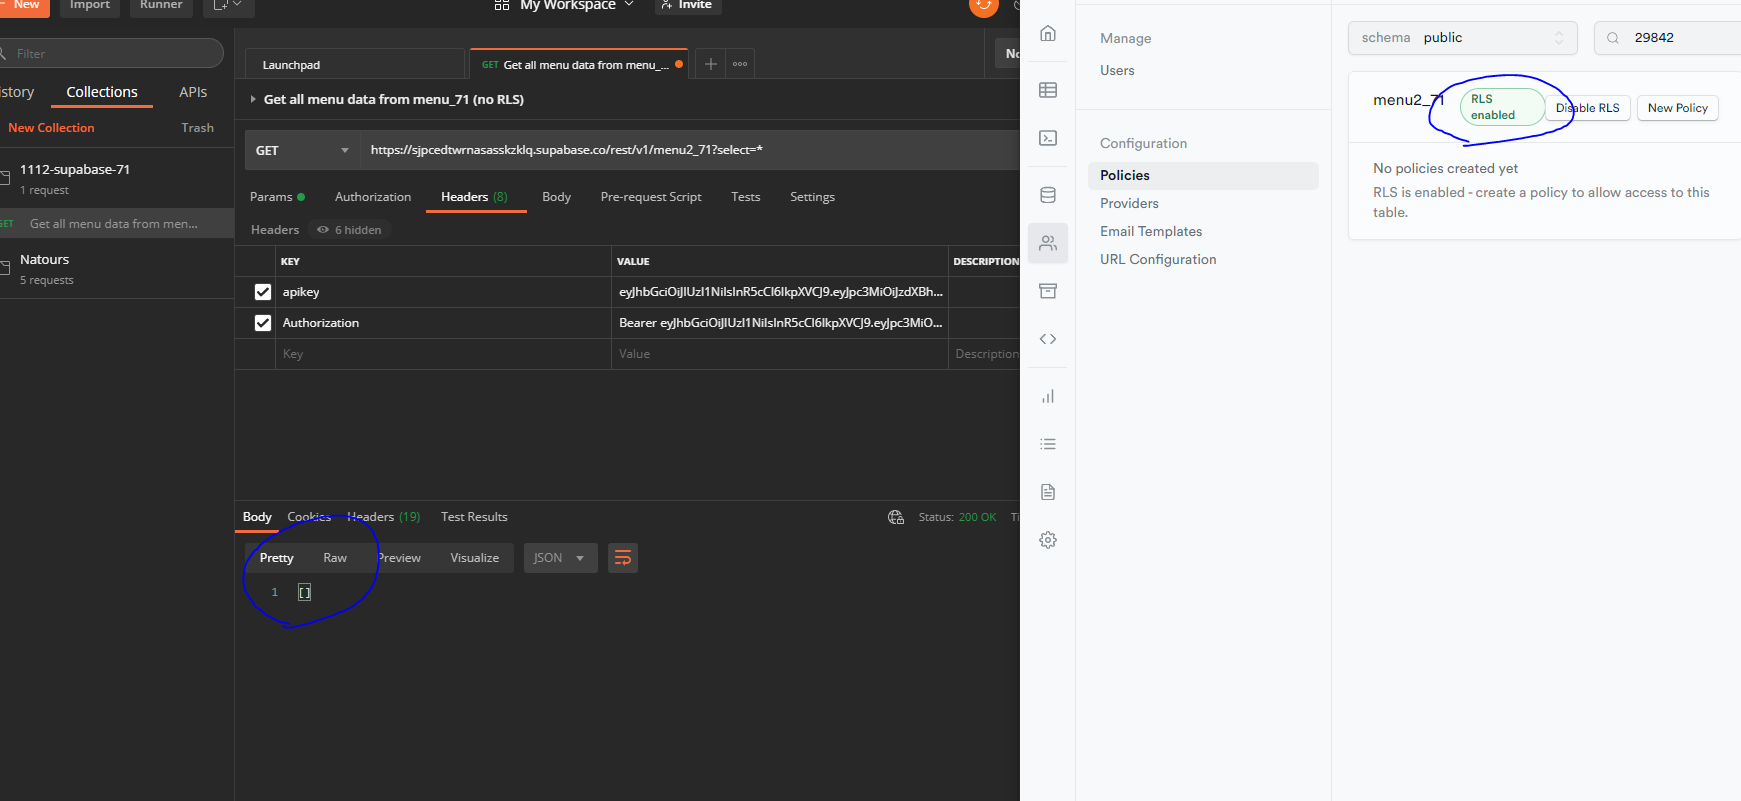 New
Import
Runner
My Workspace
Invite
Filter
Collections
APIs
New Collection
Trash
1112-supabase-71
1 request
GET Get all menu data from men...
Natours
5 requests
Launchpad
GET Get all menu data from menu_...
Get all menu data from menu_71 (no RLS)
GET
https://sjpcedtwrnasasskzklq.supabase.co/rest/v1/menu2_71?select=*
Params
Authorization
Headers (8)
Body
Pre-request Script
Tests
Settings
Headers
6 hidden
KEY
VALUE
DESCRIPTION
apikey
eyJhbGciOiJIUzI1NiIsInR5cCI6IkpXVCJ9.eyJpc3MiOiJzdXBh...
Authorization
Bearer eyJhbGciOiJIUzI1NiIsInR5cCI6IkpXVCJ9.eyJpc3MiO...
Key
Value
Description
Body
Cookies
Headers (19)
Test Results
Status: 200 OK
Pretty
Raw
Preview
Visualize
JSON
1
[]
Manage
Users
Configuration
Policies
Providers
Email Templates
URL Configuration
schema public
29842
menu2_71
RLS
enabled
Disable RLS
New Policy
No policies created yet
RLS is enabled - create a policy to allow access to this
table.